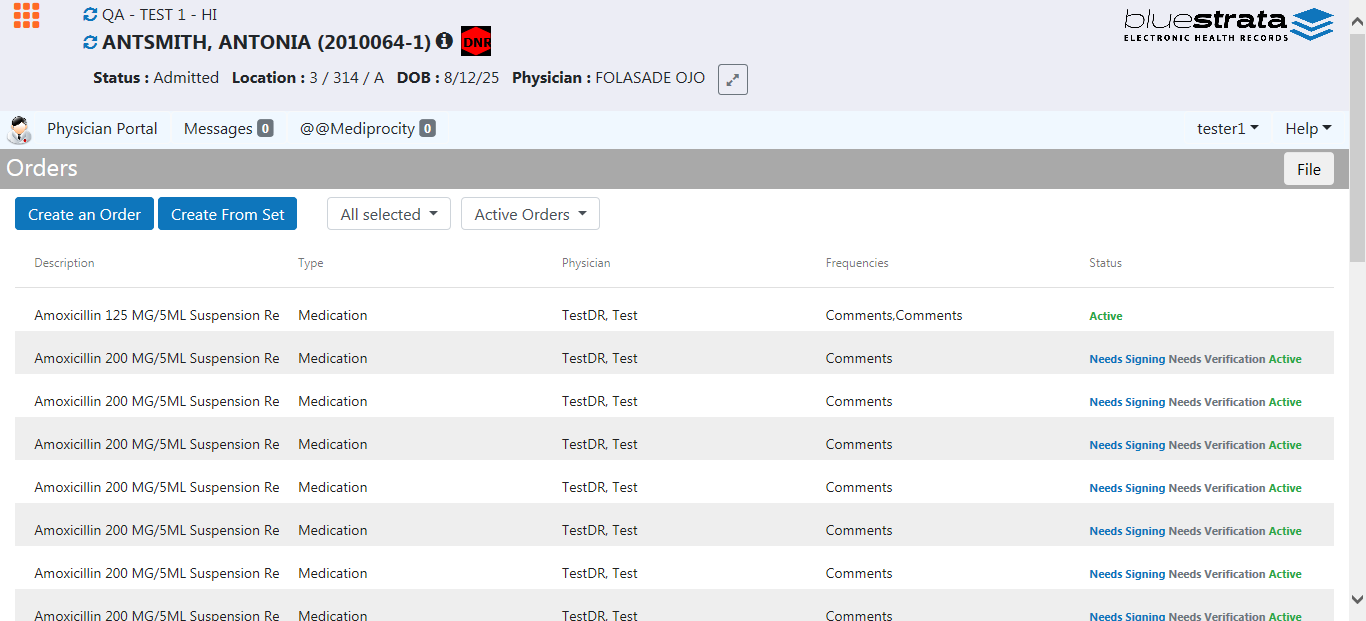 QA - TEST 1 - HI
bluestrata
ELECTRONIC HEALTH RECORDS
ANTSMITH, ANTONIA (2010064-1) DNR
Status : Admitted Location : 3 / 314 / A DOB : 8/12/25 Physician : FOLASADE OJO
Physician Portal Messages 0 @@Mediprocity 0 tester1 Help
Orders File
Create an Order Create From Set All selected Active Orders
Description Type Physician Frequencies Status
Amoxicillin 125 MG/5ML Suspension Re Medication TestDR, Test Comments,Comments Active
Amoxicillin 200 MG/5ML Suspension Re Medication TestDR, Test Comments Needs Signing Needs Verification Active
Amoxicillin 200 MG/5ML Suspension Re Medication TestDR, Test Comments Needs Signing Needs Verification Active
Amoxicillin 200 MG/5ML Suspension Re Medication TestDR, Test Comments Needs Signing Needs Verification Active
Amoxicillin 200 MG/5ML Suspension Re Medication TestDR, Test Comments Needs Signing Needs Verification Active
Amoxicillin 200 MG/5ML Suspension Re Medication TestDR, Test Comments Needs Signing Needs Verification Active
Amoxicillin 200 MG/5ML Suspension Re Medication TestDR, Test Comments Needs Signing Needs Verification Active
Amoxicillin 200 MG/5ML Suspension Re Medication TestDR, Test Comments Needs Signing Needs Verification Active